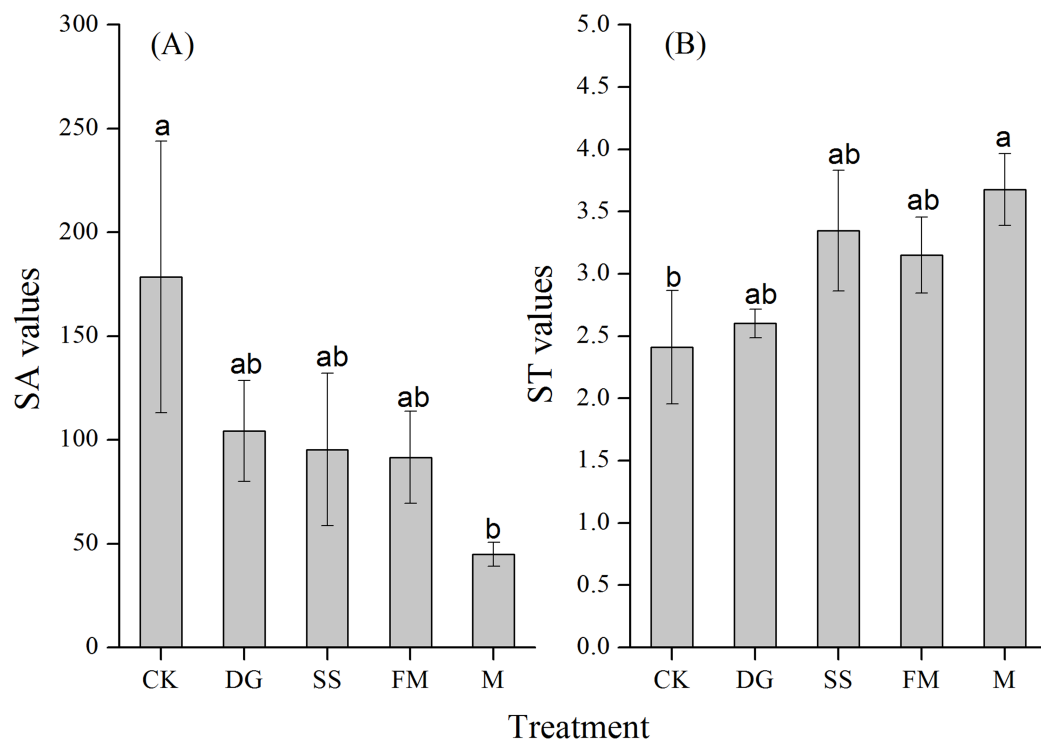 (A)
SA values
300
250
200
150
100
50
0
a
ab
ab
ab
b
CK DG SS FM M
(B)
ST values
5.0
4.5
4.0
3.5
3.0
2.5
2.0
1.5
1.0
0.5
0.0
b
ab
ab
ab
a
CK DG SS FM M
Treatment